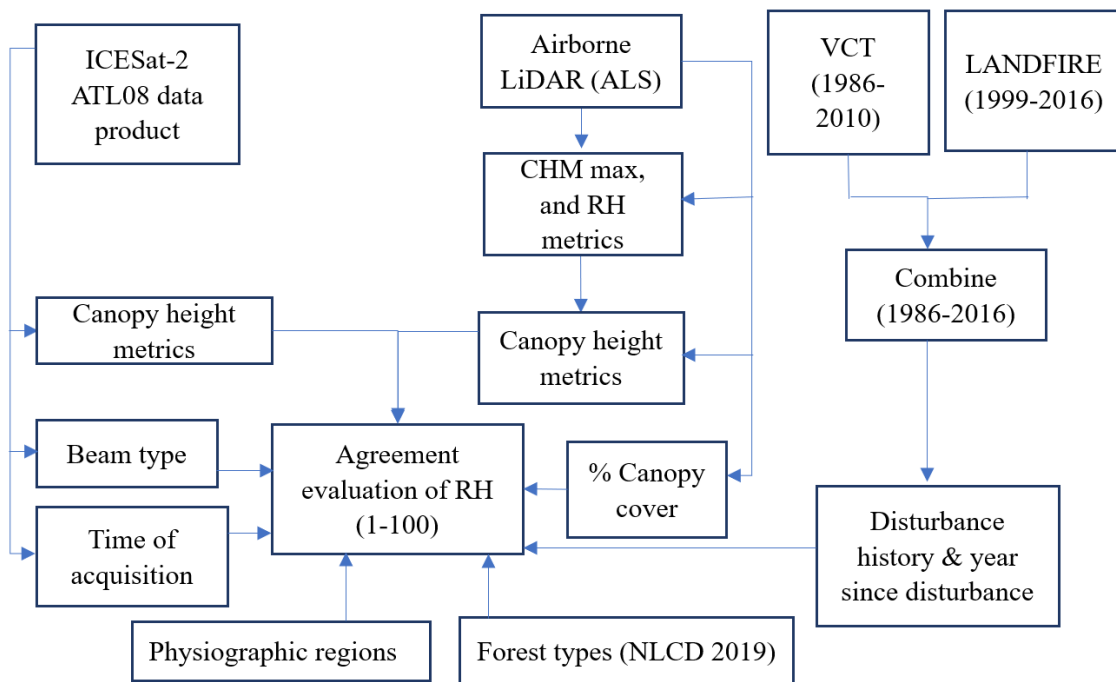 ICESat-2
ATL08 data
product
Airborne
LiDAR (ALS)
VCT
(1986-
2010)
LANDFIRE
(1999-2016)
CHM max,
and RH
metrics
Combine
(1986-2016)
Canopy height
metrics
Canopy height
metrics
Beam type
Agreement
evaluation of RH
(1-100)
% Canopy
cover
Time of
acquisition
Disturbance
history & year
since disturbance
Physiographic regions
Forest types (NLCD 2019)